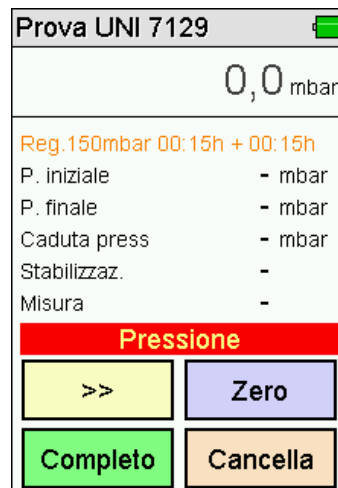 Prova UNI 7129
0,0 mbar
Reg.150mbar 00:15h + 00:15h
P. iniziale - mbar
P. finale - mbar
Caduta press - mbar
Stabilizzaz. -
Misura -
Pressione
>> Zero
Completo Cancella